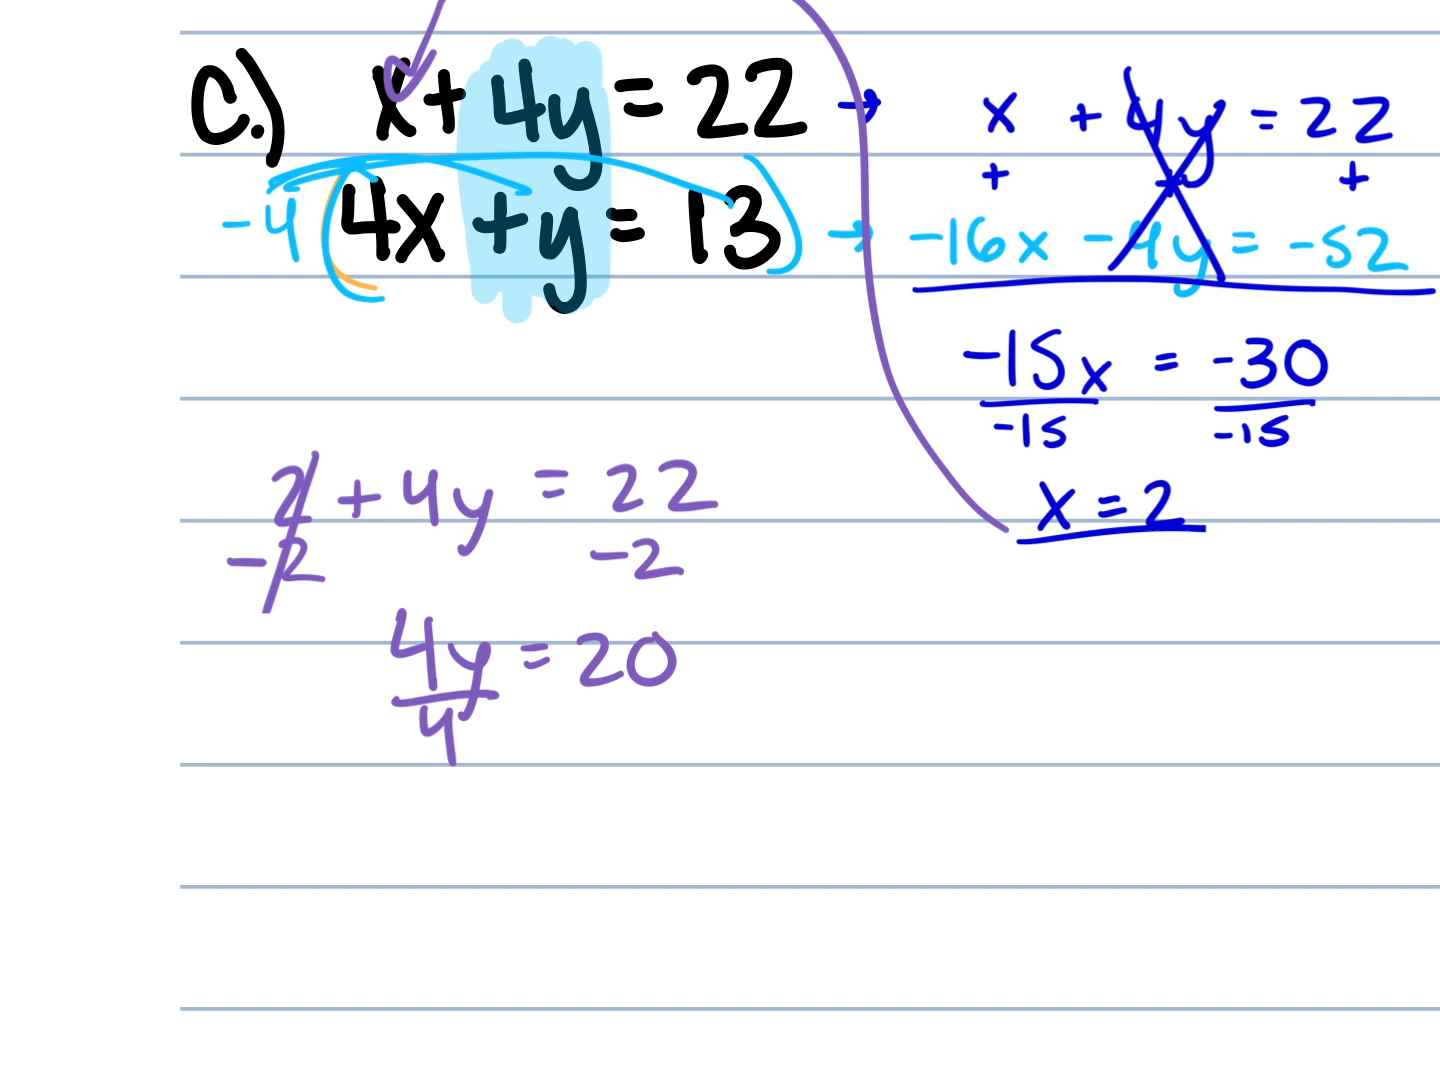 C.) x + 4y = 22 →
-4 (4x + y = 13) →
x + 4y = 22
+ +
-16x - 4y = -52
-15x = -30
-15 -15
x = 2
2 + 4y = 22
-2 -2
4y = 20
4